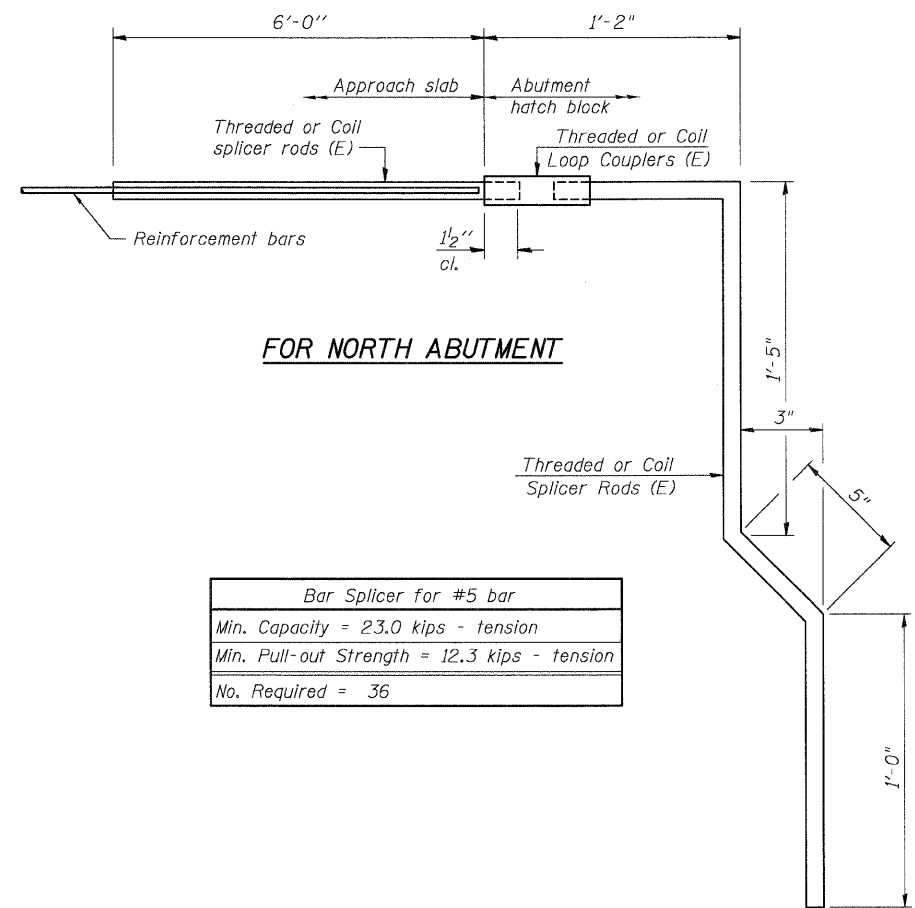 6'-0''
1'-2"
Approach slab
Abutment
hatch block
Threaded or Coil
splicer rods (E)
Threaded or Coil
Loop Couplers (E)
Reinforcement bars
1½''
cl.
FOR NORTH ABUTMENT
1'-5"
3"
Threaded or Coil
Splicer Rods (E)
5"
Bar Splicer for #5 bar
Min. Capacity = 23.0 kips - tension
Min. Pull-out Strength = 12.3 kips - tension
No. Required = 36
1'-0"